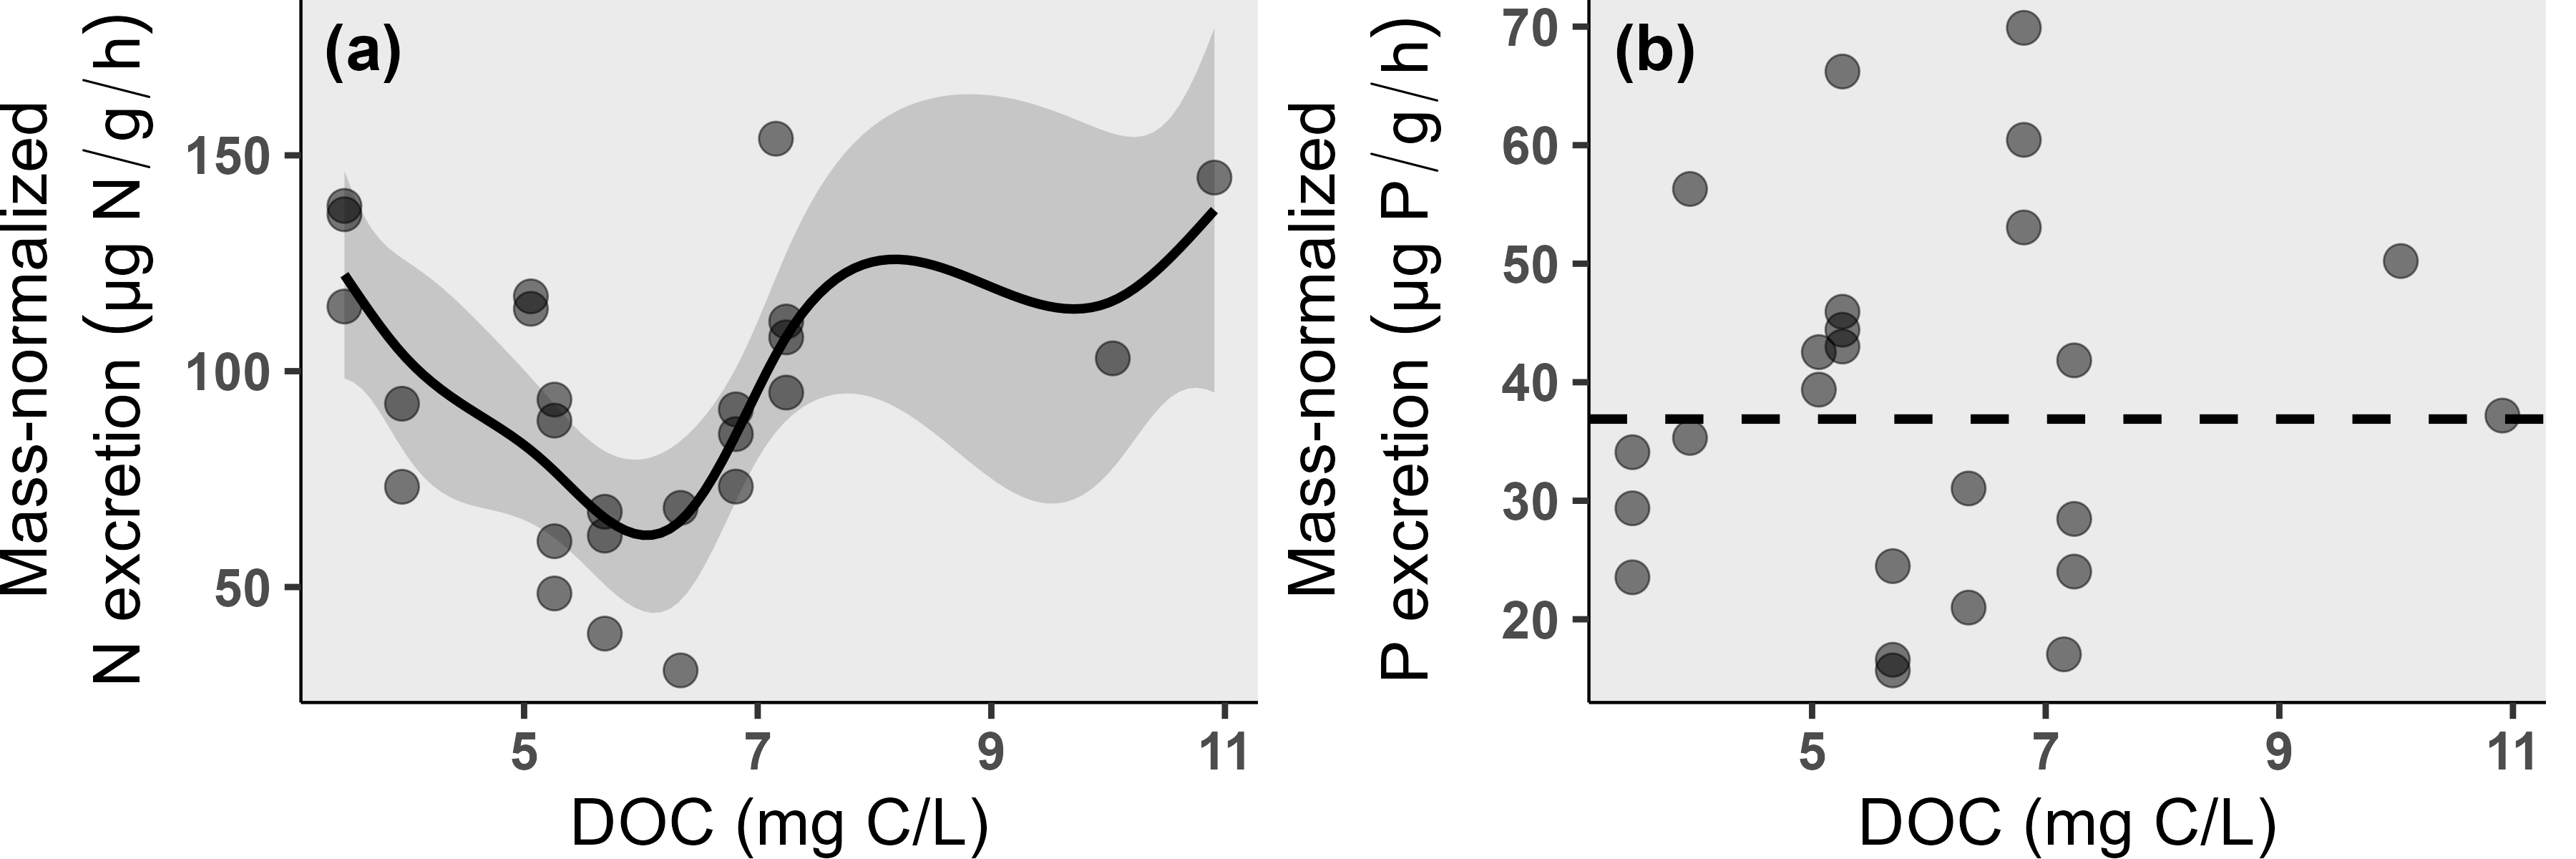 (a)
Mass-normalized
N excretion (µg N/g/h)
150
100
50
5 7 9 11
DOC (mg C/L)
(b)
Mass-normalized
P excretion (µg P/g/h)
70
60
50
40
30
20
5 7 9 11
DOC (mg C/L)